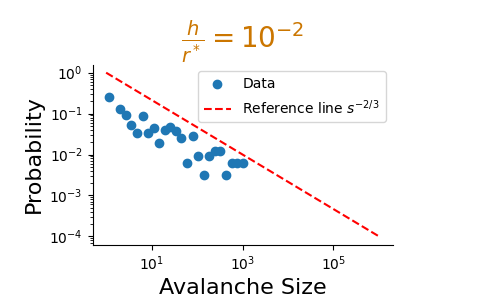 $\frac{h}{r^*} = 10^{-2}$
Probability
10^0
10^{-1}
10^{-2}
10^{-3}
10^{-4}
Data
Reference line $s^{-2/3}$
10^1
10^3
10^5
Avalanche Size